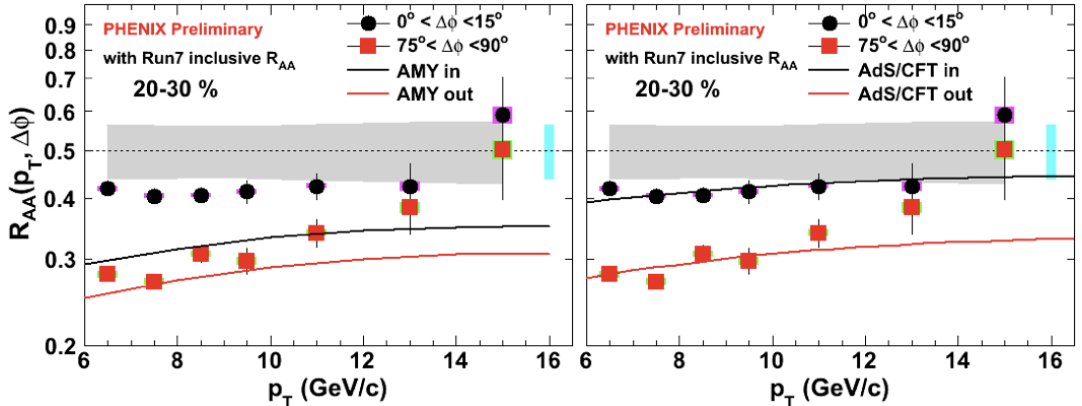 0.9
0.8
0.7
0.6
0.5
0.4
0.3
0.2
R_AA(p_T, Δϕ)
PHENIX Preliminary
with Run7 inclusive R_AA
20-30 %
0° < Δϕ <15°
75°< Δϕ <90°
AMY in
AMY out
6 8 10 12 14 16
p_T (GeV/c)
PHENIX Preliminary
with Run7 inclusive R_AA
20-30 %
0° < Δϕ <15°
75°< Δϕ <90°
AdS/CFT in
AdS/CFT out
6 8 10 12 14 16
p_T (GeV/c)